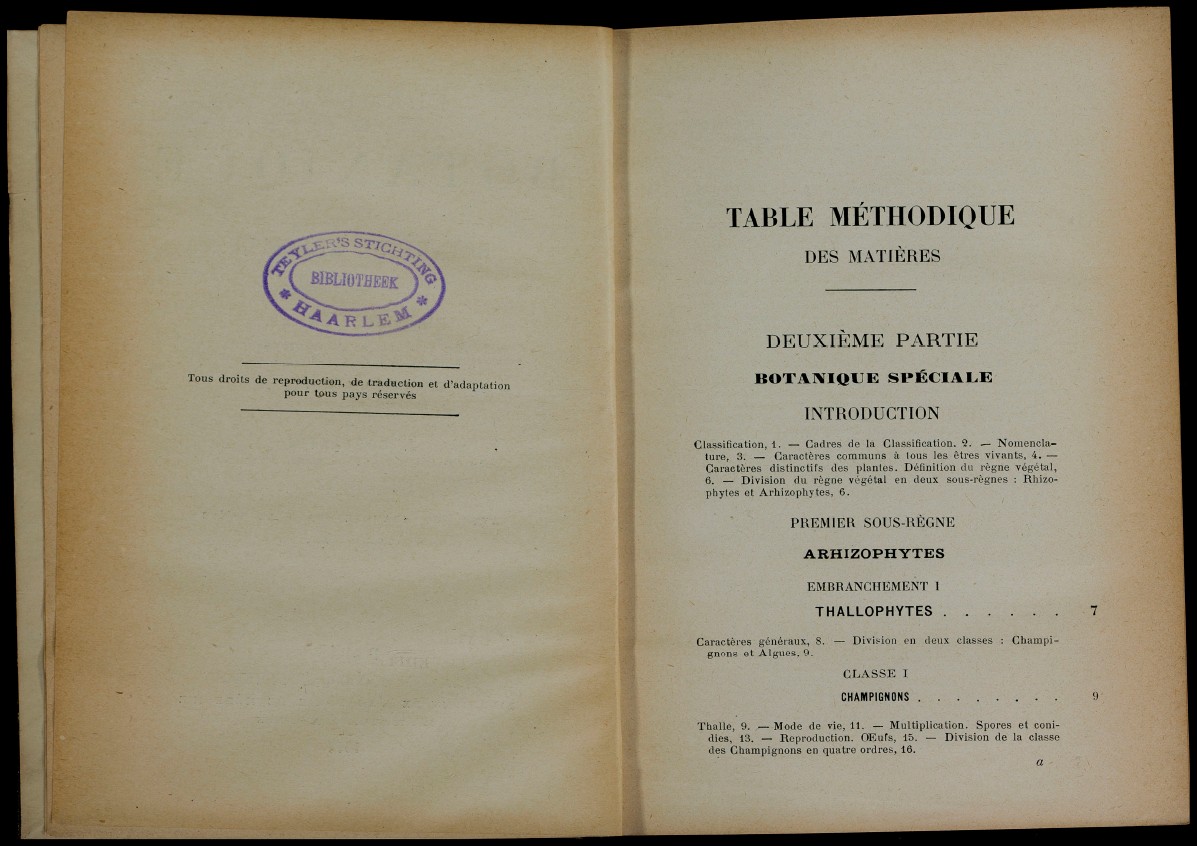 TEYLER'S STICHTING
BIBLIOTHEEK
* HAARLEM *
Tous droits de reproduction, de traduction et d'adaptation
pour tous pays réservés
TABLE MÉTHODIQUE
DES MATIÈRES
DEUXIÈME PARTIE
BOTANIQUE SPÉCIALE
INTRODUCTION
Classification, 1. — Cadres de la Classification. 2. — Nomencla-
ture, 3. — Caractères communs à tous les êtres vivants, 4. —
Caractères distinctifs des plantes. Définition du règne végétal,
6. — Division du règne végétal en deux sous-règnes : Rhizo-
phytes et Arhizophytes, 6.
PREMIER SOUS-RÈGNE
ARHIZOPHYTES
EMBRANCHEMENT I
THALLOPHYTES . . . . . . 7
Caractères généraux, 8. — Division en deux classes : Champi-
gnons et Algues, 9.
CLASSE I
CHAMPIGNONS . . . . . . . . 9
Thalle, 9. — Mode de vie, 11. — Multiplication. Spores et coni-
dies, 13. — Reproduction. Œufs, 15. — Division de la classe
des Champignons en quatre ordres, 16.
a